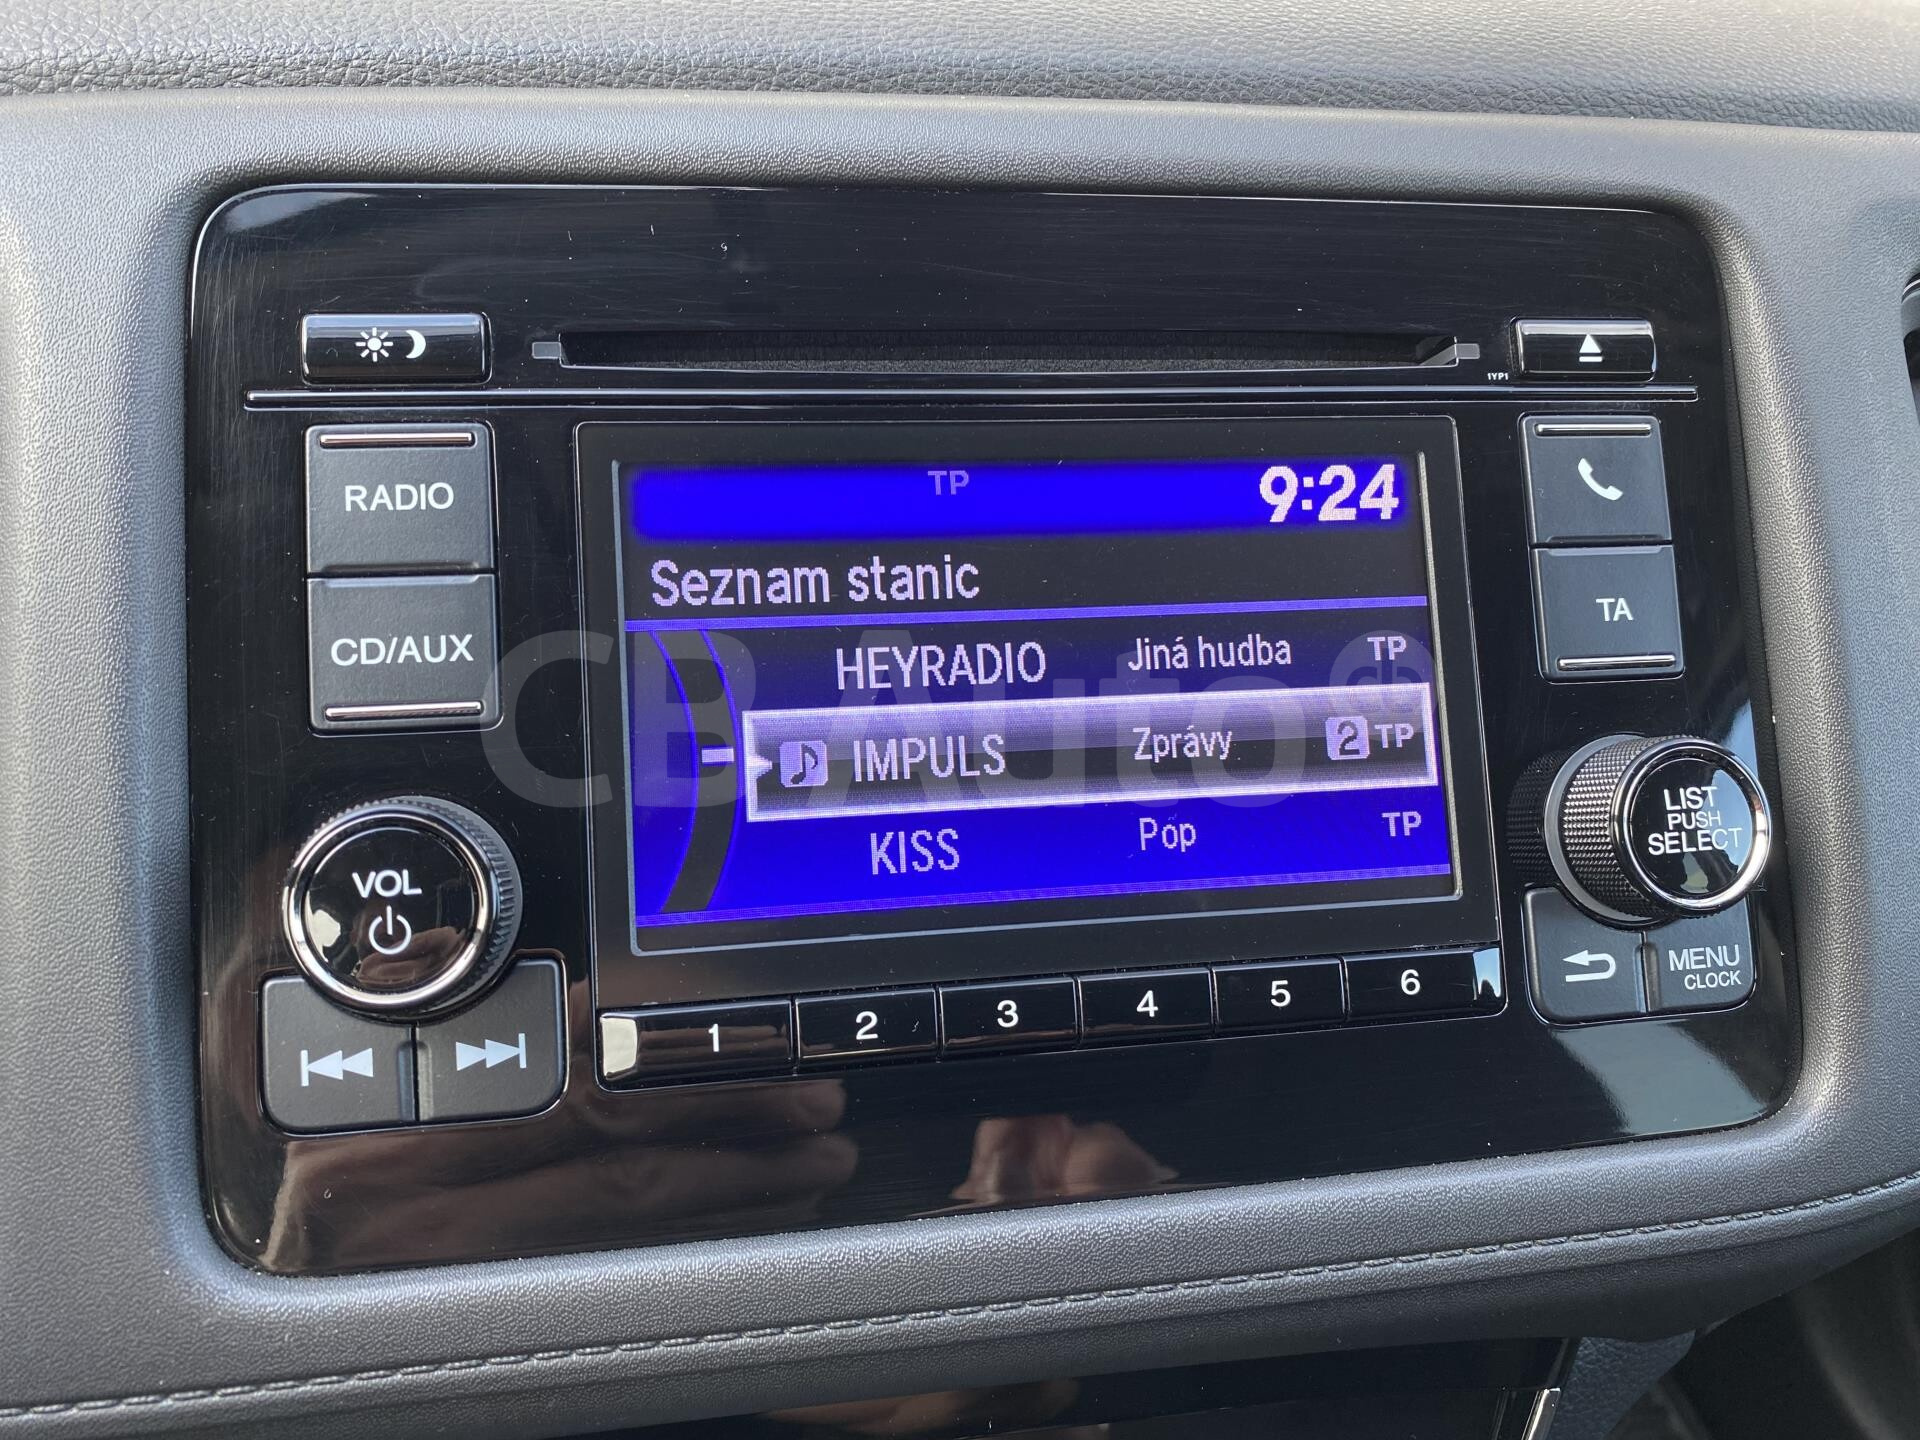 1YP1
RADIO
CD/AUX
VOL
TP 9:24
Seznam stanic
HEYRADIO Jiná hudba TP
IMPULS Zprávy 2 TP
KISS Pop TP
1 2 3 4 5 6
TA
LIST
PUSH
SELECT
MENU
CLOCK
CB Auto